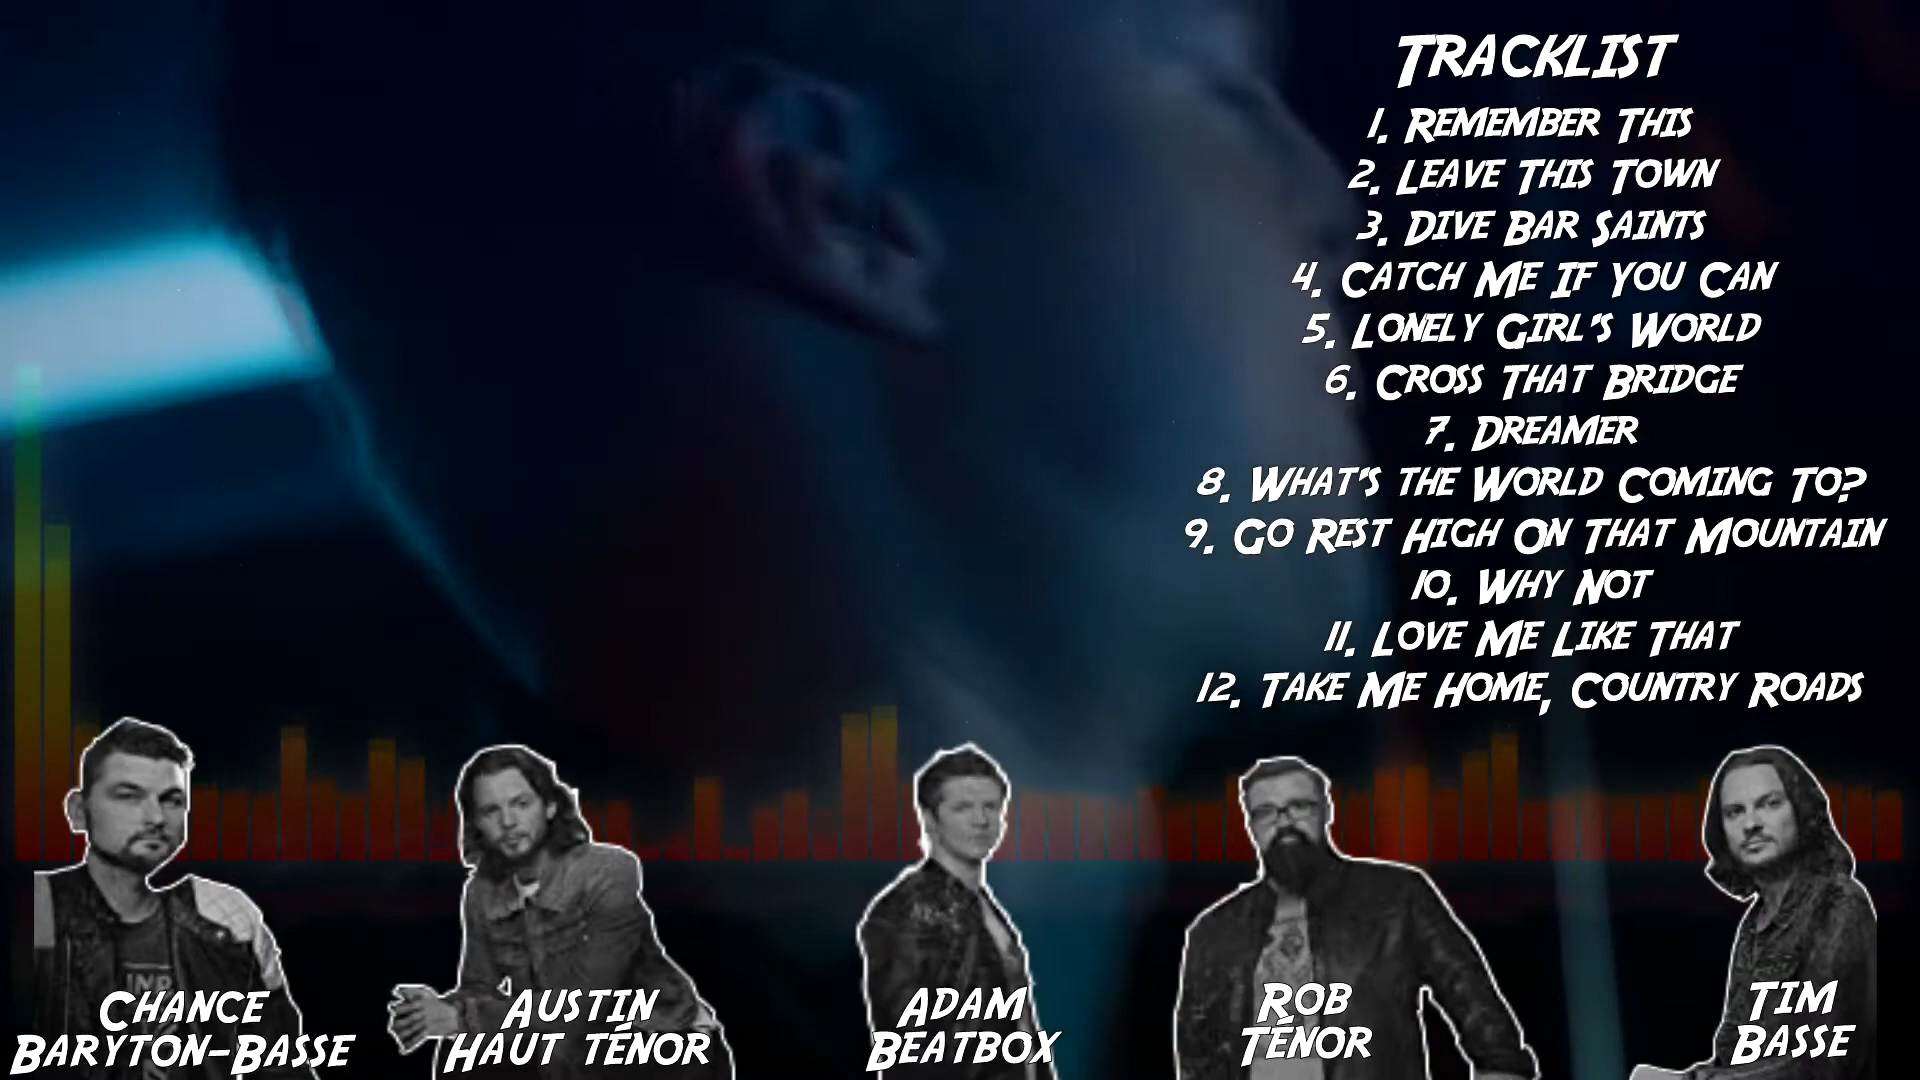 Tracklist
1. Remember This
2. Leave This Town
3. Dive Bar Saints
4. Catch Me If You Can
5. Lonely Girl's World
6. Cross That Bridge
7. Dreamer
8. What's the World Coming To?
9. Go Rest High On That Mountain
10. Why Not
11. Love Me Like That
12. Take Me Home, Country Roads
Chance
Baryton-Basse
Austin
Haut ténor
Adam
Beatbox
Rob
Ténor
Tim
Basse